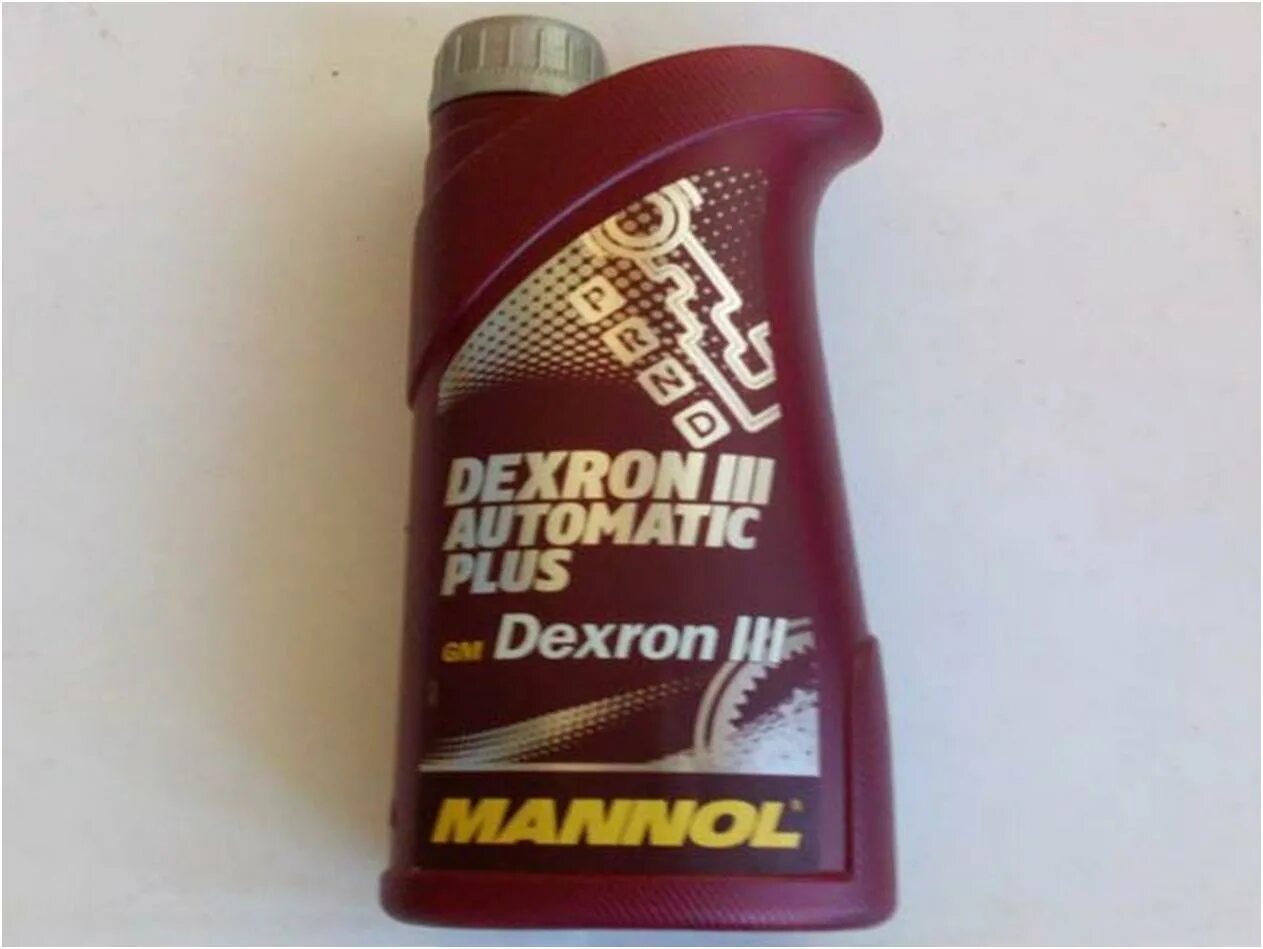 P
R
N
D
DEXRON III
AUTOMATIC
PLUS
GM Dexron III
MANNOL